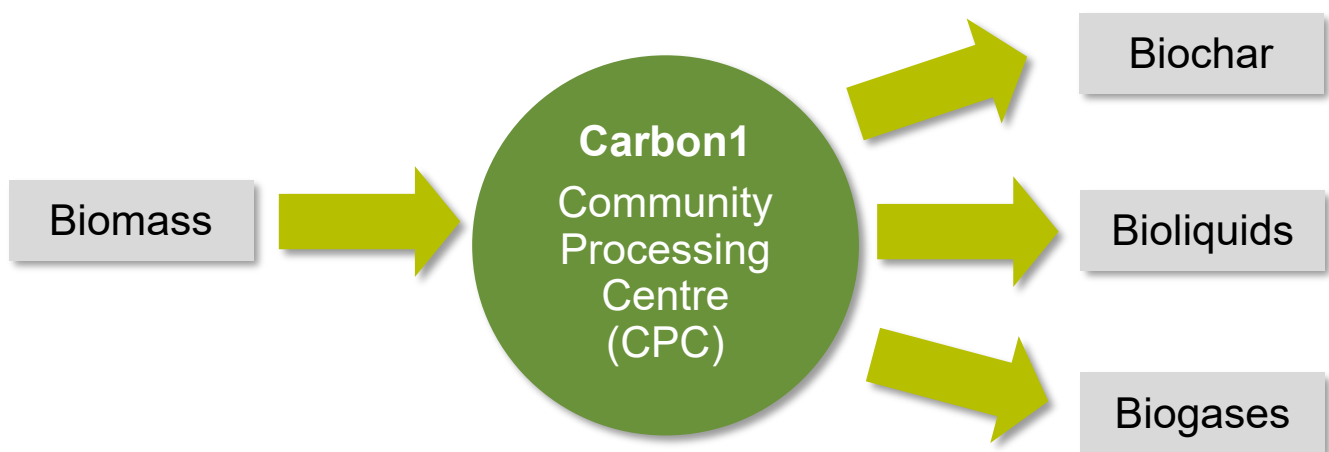 Biomass
Carbon1
Community
Processing
Centre
(CPC)
Biochar
Bioliquids
Biogases